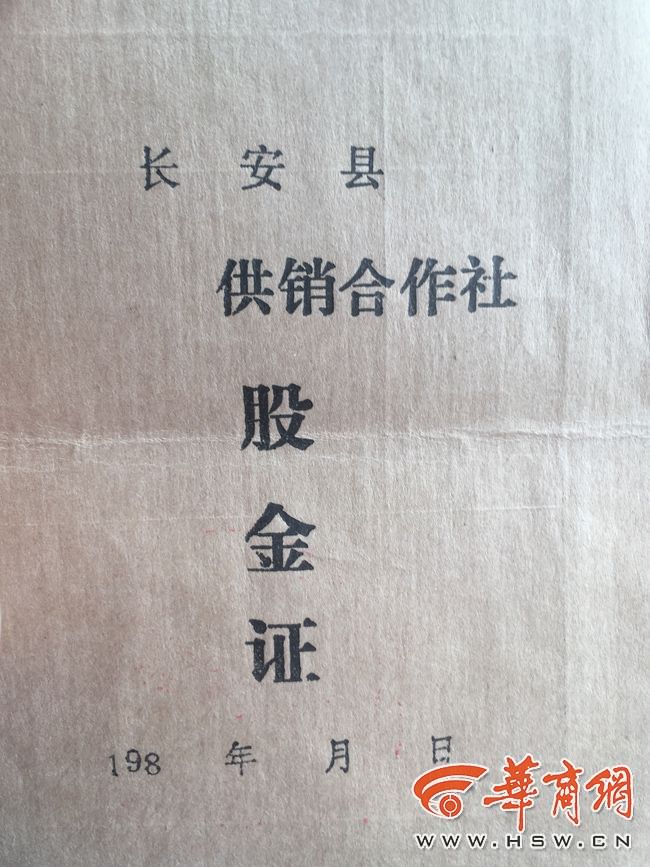 长安县
供销合作社
股
金
证
198 年 月 日
華商網
WWW.HSW.CN